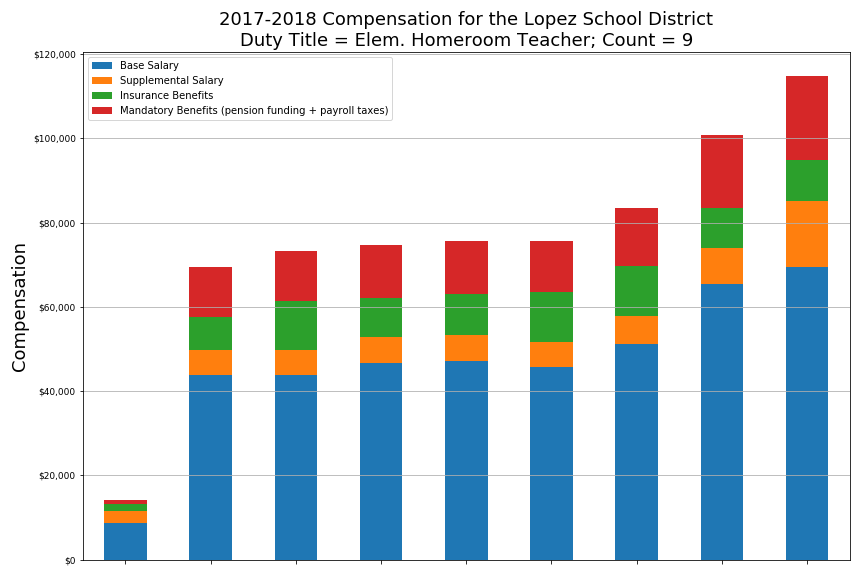 2017-2018 Compensation for the Lopez School District
Duty Title = Elem. Homeroom Teacher; Count = 9
$120,000
Base Salary
Supplemental Salary
Insurance Benefits
Mandatory Benefits (pension funding + payroll taxes)
$100,000
$80,000
$60,000
$40,000
$20,000
$0
Compensation